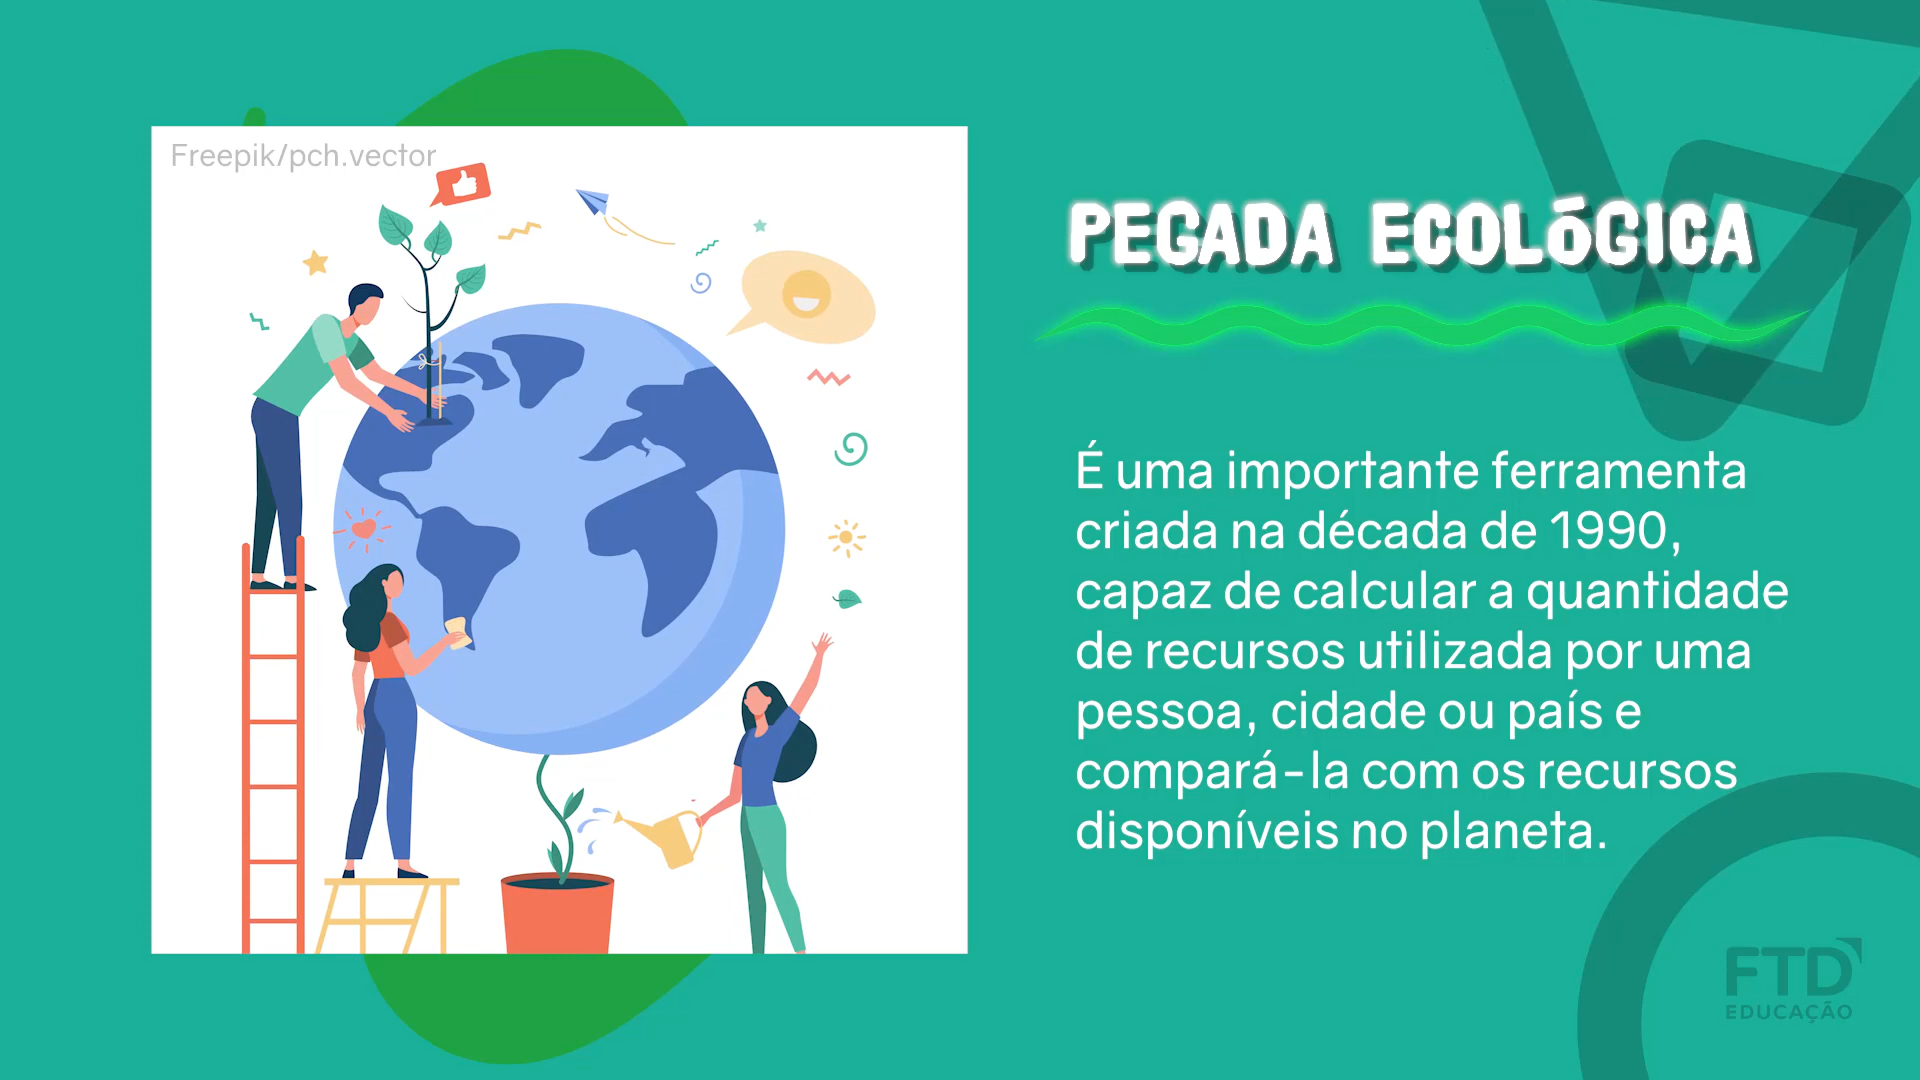 Freepik/pch.vector
PEGADA ECOLÓGICA
É uma importante ferramenta
criada na década de 1990,
capaz de calcular a quantidade
de recursos utilizada por uma
pessoa, cidade ou país e
compará-la com os recursos
disponíveis no planeta.
FTD
EDUCAÇÃO